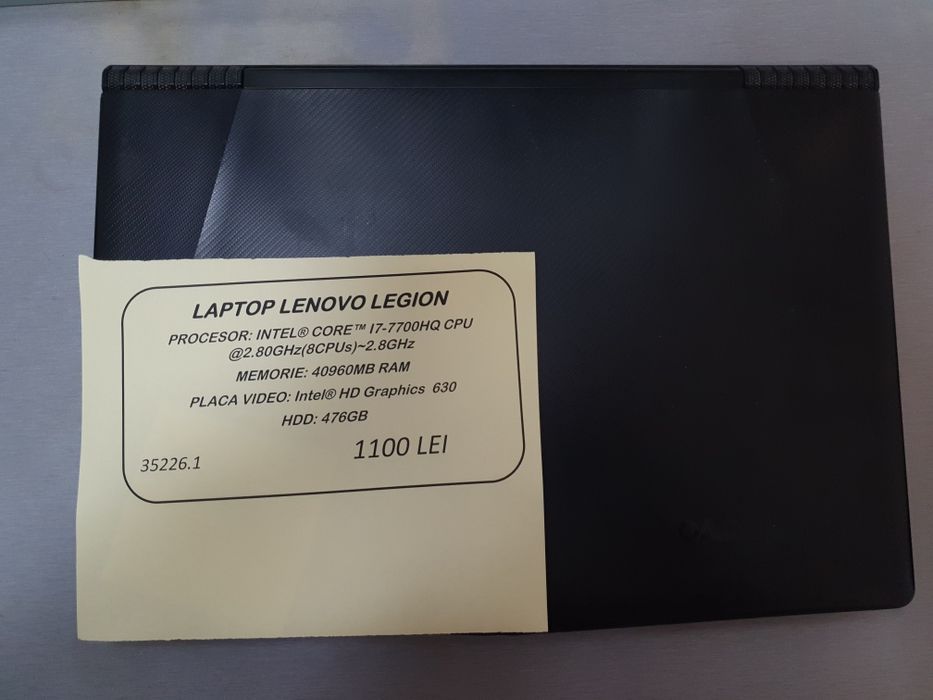 LAPTOP LENOVO LEGION
PROCESOR: INTEL® CORE™ I7-7700HQ CPU
@2.80GHz(8CPUs)~2.8GHz
MEMORIE: 40960MB RAM
PLACA VIDEO: Intel® HD Graphics 630
HDD: 476GB
1100 LEI
35226.1